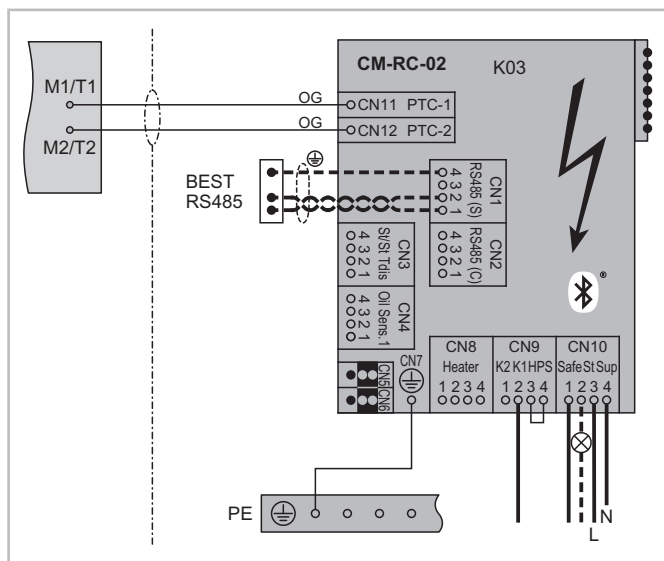 CM-RC-02 K03
M1/T1
OG
CN11 PTC-1
OG
CN12 PTC-2
M2/T2
BEST
RS485
4 3 2 1
RS485 (S)
CN1
St/St Tdis
4 3 2 1
CN3
4 3 2 1
RS485 (C)
CN2
Oil Sens.1
4 3 2 1
CN4
CN5
CN6
CN7
CN8
Heater
1 2 3 4
CN9
K2 K1 HPS
1 2 3 4
CN10
Safe St Sup
1 2 3 4
®
PE
L
N